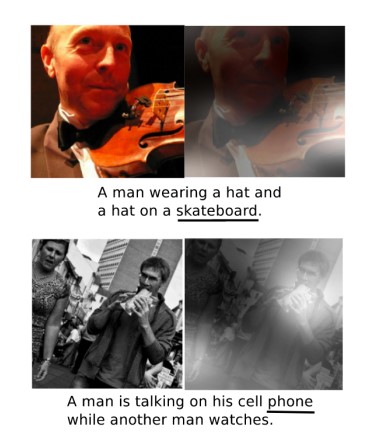 A man wearing a hat and
a hat on a skateboard.
A man is talking on his cell phone
while another man watches.